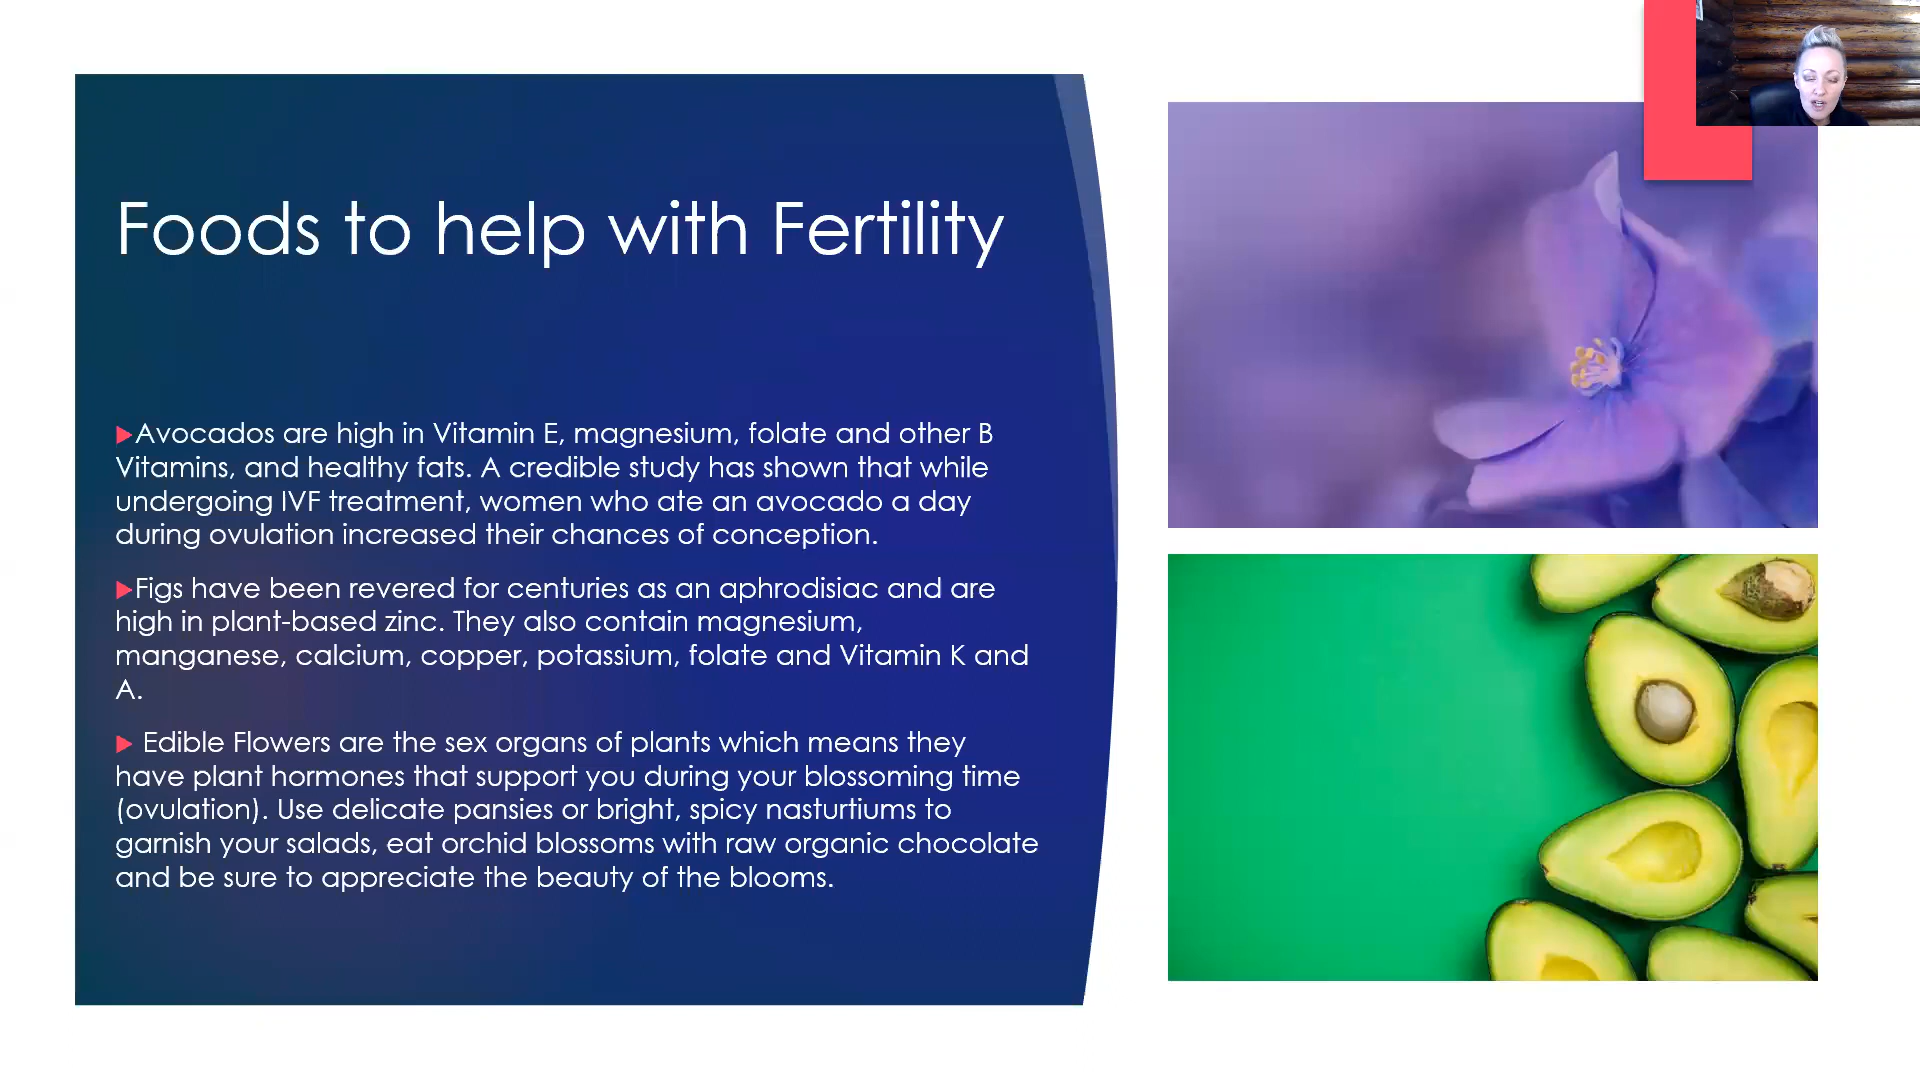 Foods to help with Fertility
Avocados are high in Vitamin E, magnesium, folate and other B
Vitamins, and healthy fats. A credible study has shown that while
undergoing IVF treatment, women who ate an avocado a day
during ovulation increased their chances of conception.
Figs have been revered for centuries as an aphrodisiac and are
high in plant-based zinc. They also contain magnesium,
manganese, calcium, copper, potassium, folate and Vitamin K and
A.
Edible Flowers are the sex organs of plants which means they
have plant hormones that support you during your blossoming time
(ovulation). Use delicate pansies or bright, spicy nasturtiums to
garnish your salads, eat orchid blossoms with raw organic chocolate
and be sure to appreciate the beauty of the blooms.